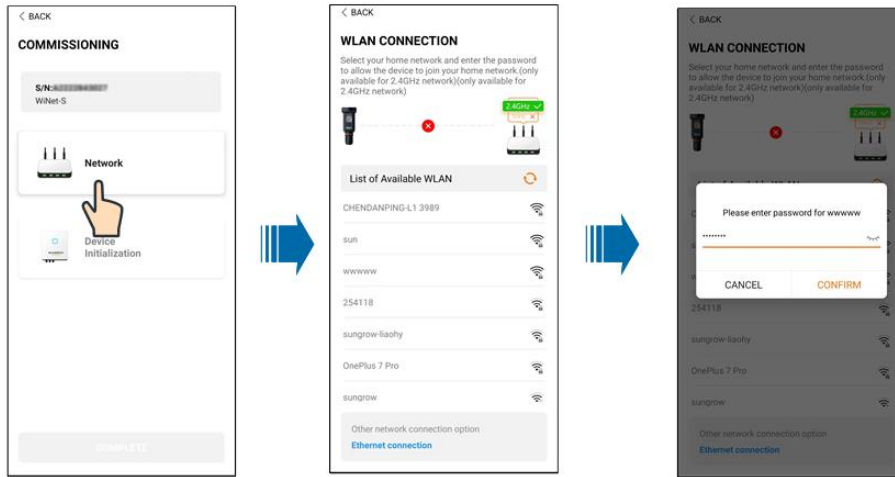 < BACK
COMMISSIONING
S/N:
WiNet-S
Network
Device
Initialization
COMPLETE
< BACK
WLAN CONNECTION
Select your home network and enter the password
to allow the device to join your home network.(only
available for 2.4GHz network)(only available for
2.4GHz network)
2.4GHz
List of Available WLAN
CHENDANPING-L1 3989
sun
wwwww
254118
sungrow-liaohy
OnePlus 7 Pro
sungrow
Other network connection option
Ethernet connection
< BACK
WLAN CONNECTION
Select your home network and enter the password
to allow the device to join your home network.(only
available for 2.4GHz network)(only available for
2.4GHz network)
2.4GHz
Please enter password for wwwww
········
CANCEL CONFIRM
254118
sungrow-liaohy
OnePlus 7 Pro
sungrow
Other network connection option
Ethernet connection